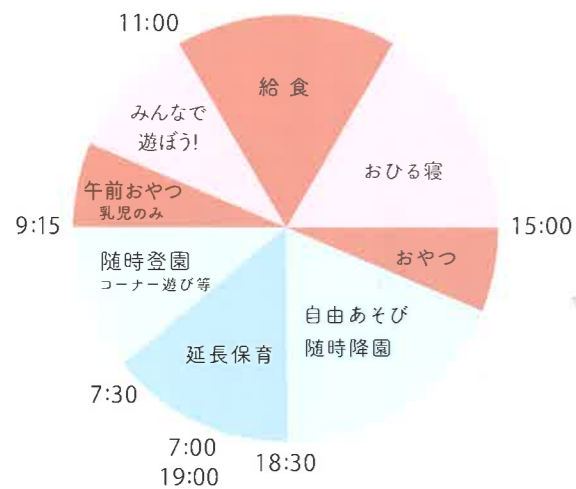 11:00
給食
みんなで
遊ぼう!
おひる寝
午前おやつ
乳児のみ
9:15
15:00
おやつ
随時登園
コーナー遊び等
自由あそび
随時降園
延長保育
7:30
7:00
19:00
18:30